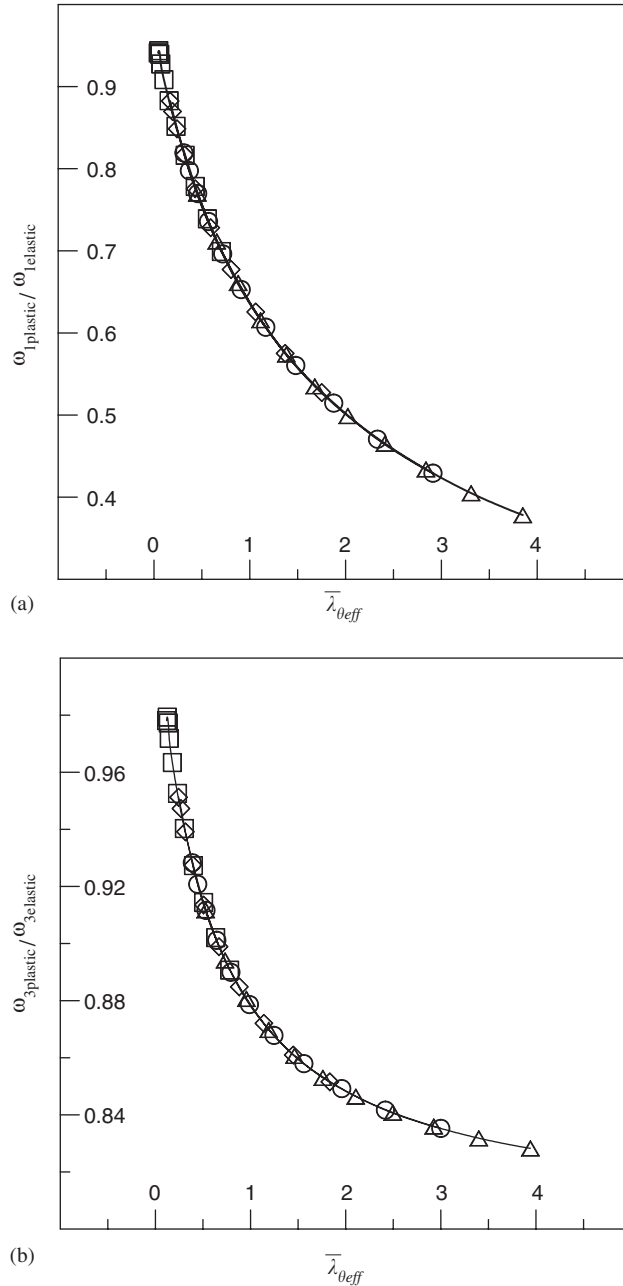 0.9
0.8
0.7
0.6
0.5
0.4
ω1plastic/ ω1elastic
0 1 2 3 4
λ̅θeff
(a)
0.96
0.92
0.88
0.84
ω3plastic/ ω3elastic
0 1 2 3 4
λ̅θeff
(b)